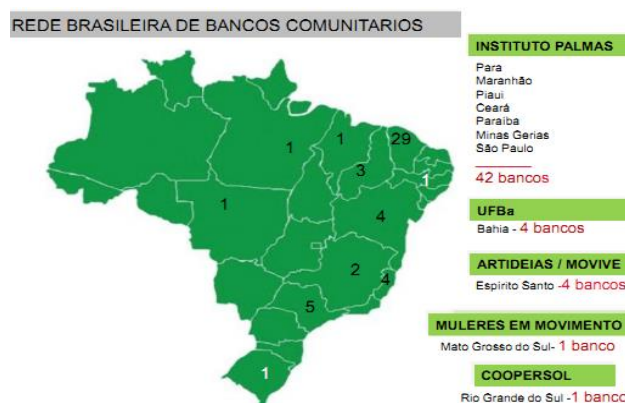 REDE BRASILEIRA DE BANCOS COMUNITARIOS
INSTITUTO PALMAS
Para
Maranhão
Piaui
Ceará
Paraiba
Minas Gerias
São Paulo
42 bancos
UFBa
Bahia - 4 bancos
ARTIDEIAS / MOVIVE
Espirito Santo -4 bancos
MULERES EM MOVIMENTO
Mato Grosso do Sul- 1 banco
COOPERSOL
Rio Grande do Sul -1 banco
1
1
29
3
1
1
4
2
4
5
1